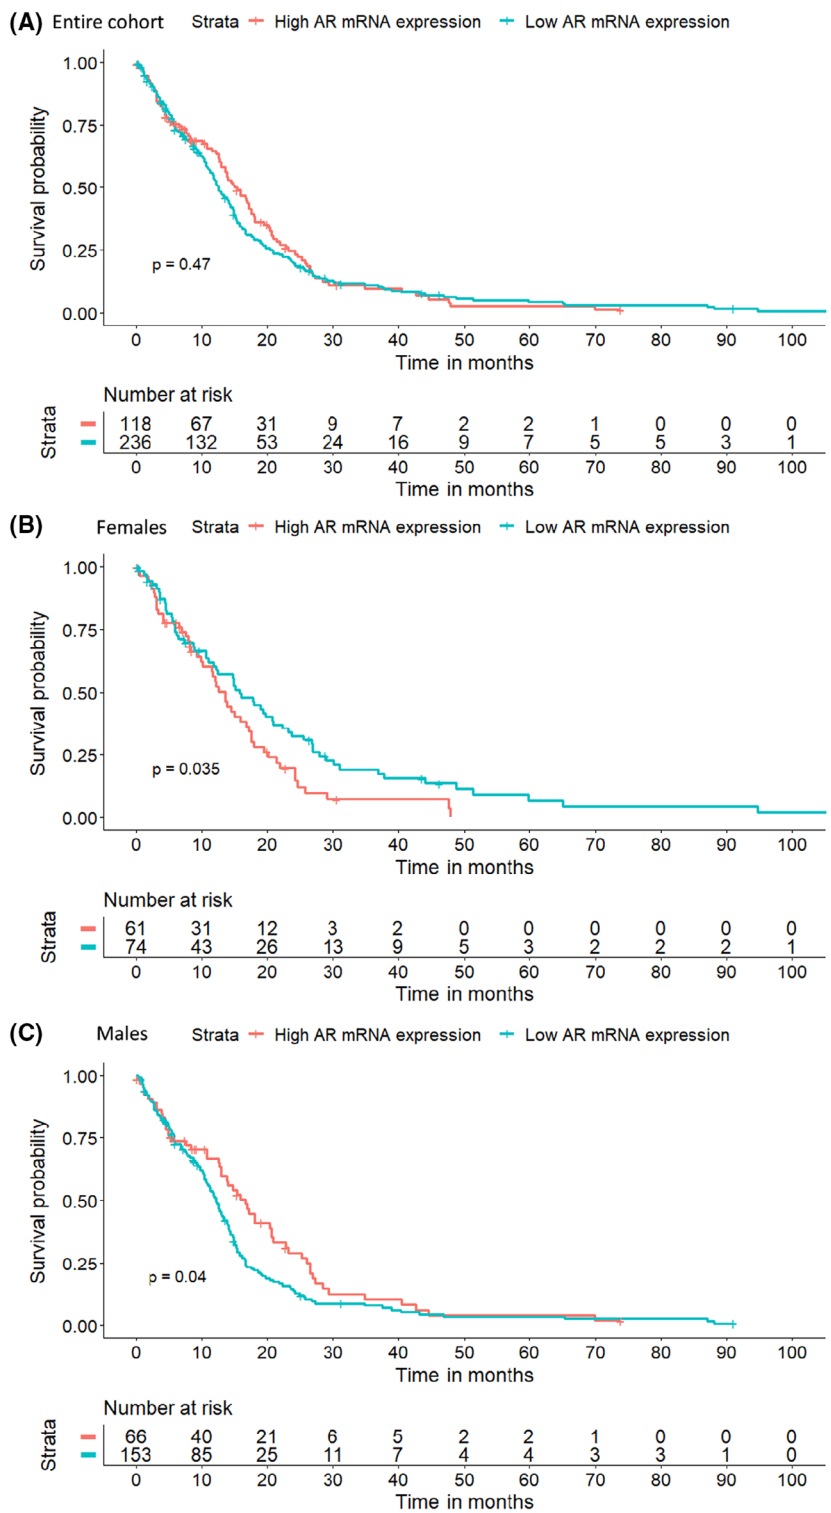 (A) Entire cohort Strata High AR mRNA expression Low AR mRNA expression
1.00
0.75
0.50
0.25
0.00
Survival probability
p = 0.47
0 10 20 30 40 50 60 70 80 90 100
Time in months
Number at risk
Strata
118 67 31 9 7 2 2 1 0 0 0
236 132 53 24 16 9 7 5 5 3 1
0 10 20 30 40 50 60 70 80 90 100
Time in months
(B) Females Strata High AR mRNA expression Low AR mRNA expression
1.00
0.75
0.50
0.25
0.00
Survival probability
p = 0.035
0 10 20 30 40 50 60 70 80 90 100
Time in months
Number at risk
Strata
61 31 12 3 2 0 0 0 0 0 0
74 43 26 13 9 5 3 2 2 2 1
0 10 20 30 40 50 60 70 80 90 100
Time in months
(C) Males Strata High AR mRNA expression Low AR mRNA expression
1.00
0.75
0.50
0.25
0.00
Survival probability
p = 0.04
0 10 20 30 40 50 60 70 80 90 100
Time in months
Number at risk
Strata
66 40 21 6 5 2 2 1 0 0 0
153 85 25 11 7 4 4 3 3 1 0
0 10 20 30 40 50 60 70 80 90 100
Time in months